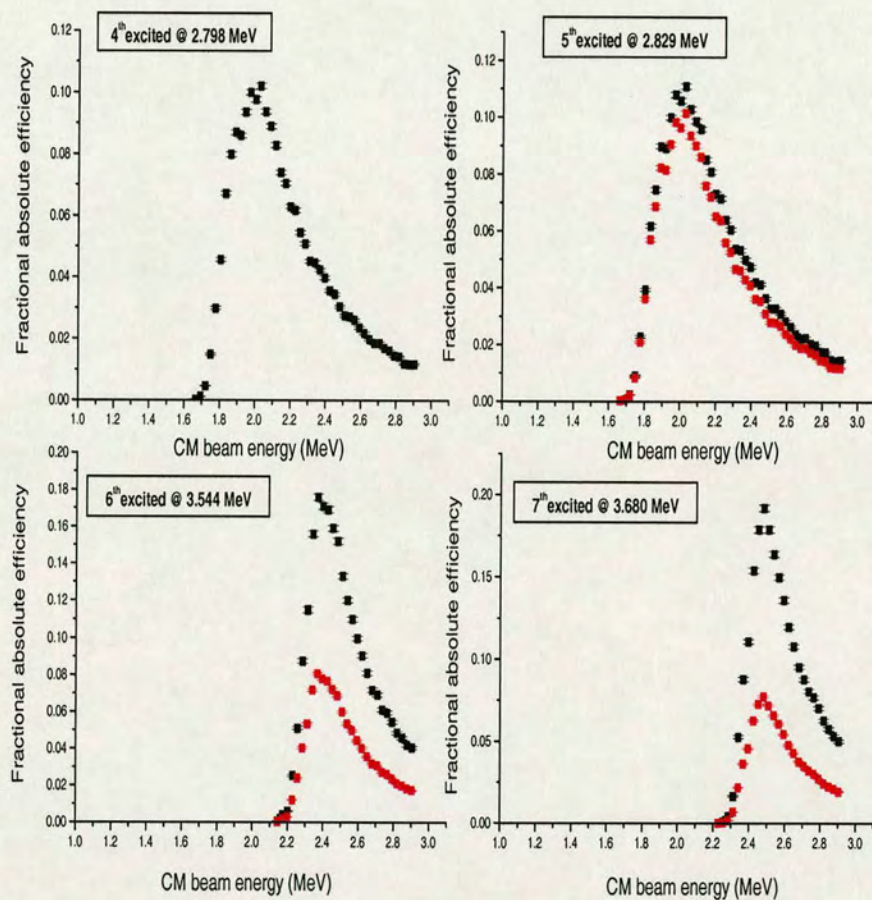 4th excited @ 2.798 MeV
Fractional absolute efficiency
0.12
0.10
0.08
0.06
0.04
0.02
0.00
1.0 1.2 1.4 1.6 1.8 2.0 2.2 2.4 2.6 2.8 3.0
CM beam energy (MeV)
5th excited @ 2.829 MeV
Fractional absolute efficiency
0.12
0.10
0.08
0.06
0.04
0.02
0.00
1.0 1.2 1.4 1.6 1.8 2.0 2.2 2.4 2.6 2.8 3.0
CM beam energy (MeV)
6th excited @ 3.544 MeV
Fractional absolute efficiency
0.20
0.18
0.16
0.14
0.12
0.10
0.08
0.06
0.04
0.02
0.00
1.0 1.2 1.4 1.6 1.8 2.0 2.2 2.4 2.6 2.8 3.0
CM beam energy (MeV)
7th excited @ 3.680 MeV
Fractional absolute efficiency
0.20
0.15
0.10
0.05
0.00
1.0 1.2 1.4 1.6 1.8 2.0 2.2 2.4 2.6 2.8 3.0
CM beam energy (MeV)